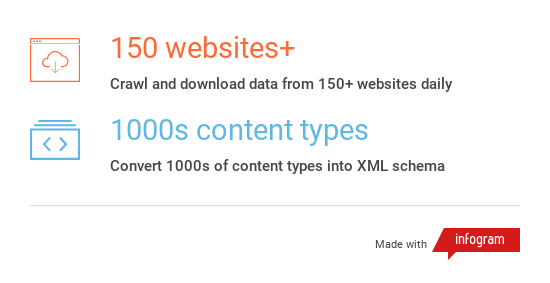 150 websites+
Crawl and download data from 150+ websites daily
1000s content types
Convert 1000s of content types into XML schema
Made with infogram